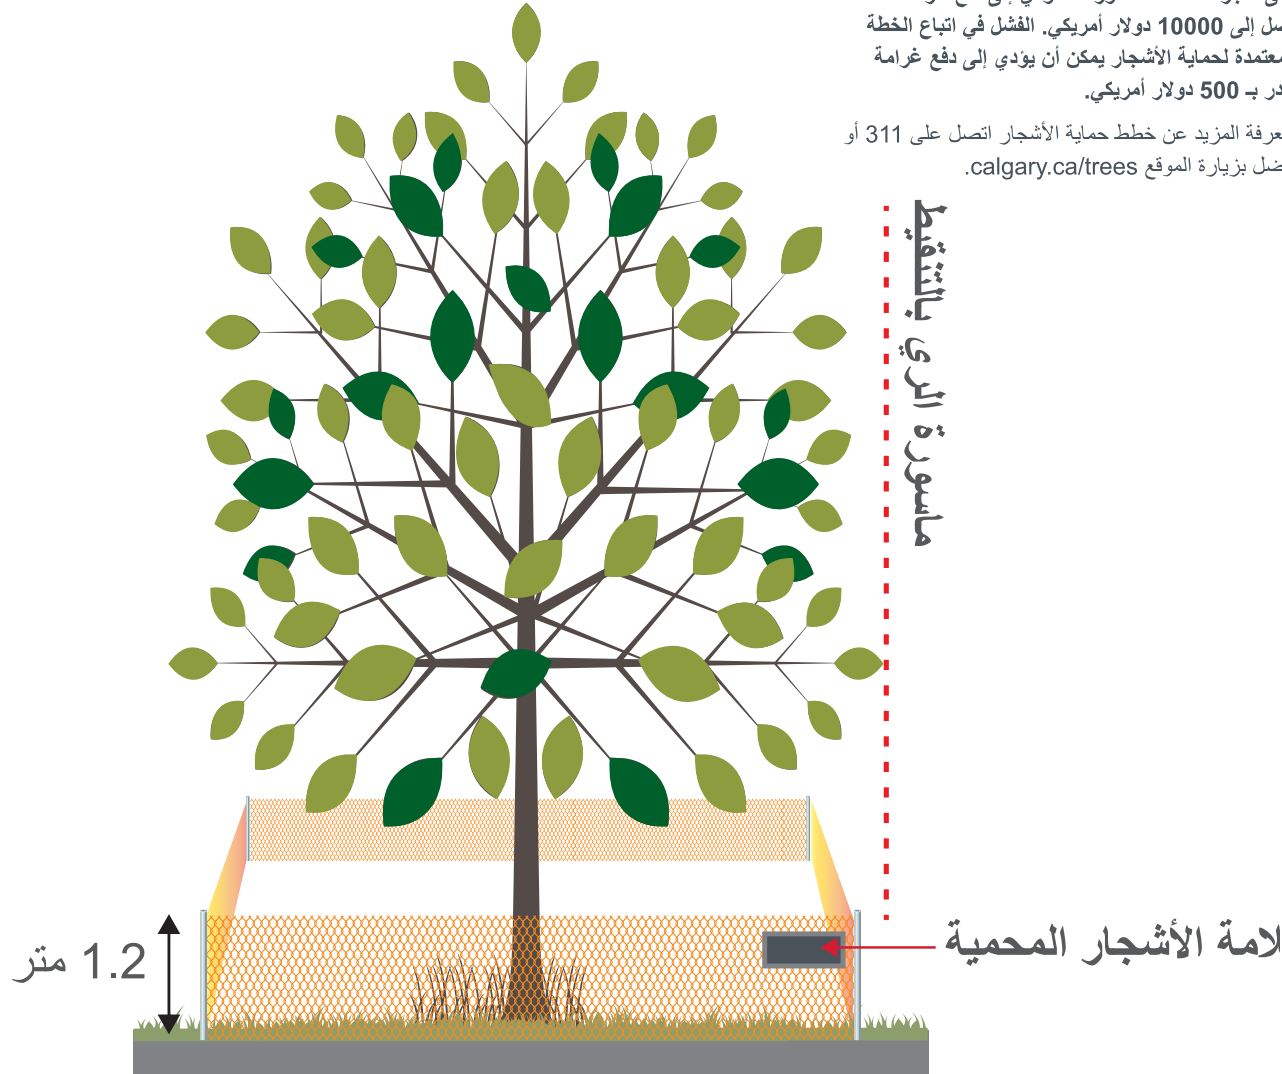 صل إلى 10000 دولار أمريكي. الفشل في اتباع الخطة
معتمدة لحماية الأشجار يمكن أن يؤدي إلى دفع غرامة
در بـ 500 دولار أمريكي.
عرفة المزيد عن خطط حماية الأشجار اتصل على 311 أو
ضل بزيارة الموقع calgary.ca/trees.
ماسورة الري بالتنقيط
لامة الأشجار المحمية
1.2 متر